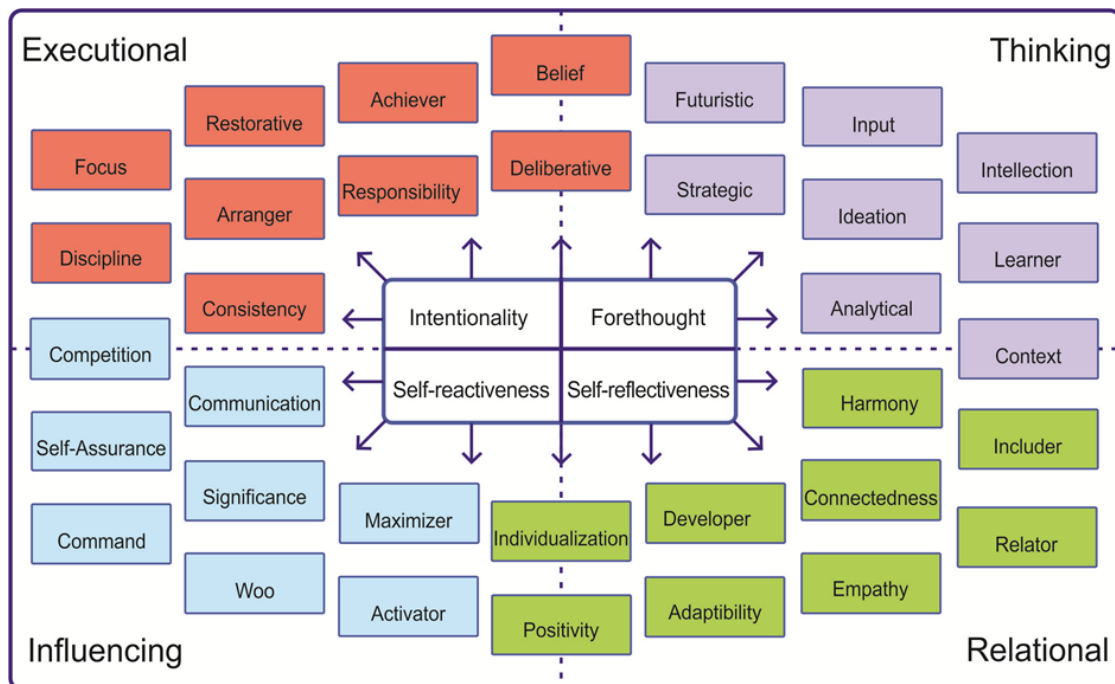 Executional
Thinking
Belief
Achiever
Futuristic
Restorative
Input
Focus
Intellection
Deliberative
Responsibility
Strategic
Arranger
Ideation
Discipline
Learner
Consistency
Analytical
Intentionality
Forethought
Competition
Context
Self-reactiveness
Self-reflectiveness
Communication
Harmony
Self-Assurance
Includer
Significance
Connectedness
Maximizer
Developer
Individualization
Command
Relator
Woo
Empathy
Activator
Adaptibility
Positivity
Influencing
Relational